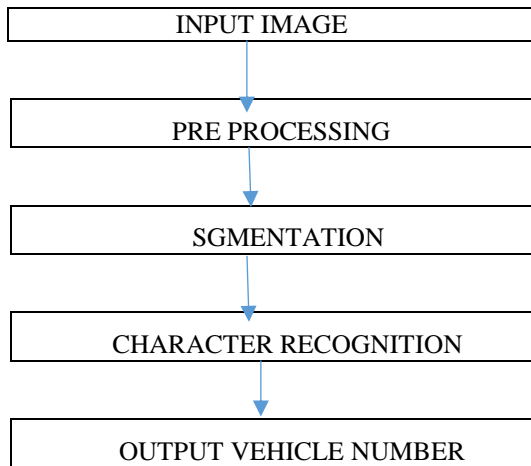 INPUT IMAGE
PRE PROCESSING
SGMENTATION
CHARACTER RECOGNITION
OUTPUT VEHICLE NUMBER